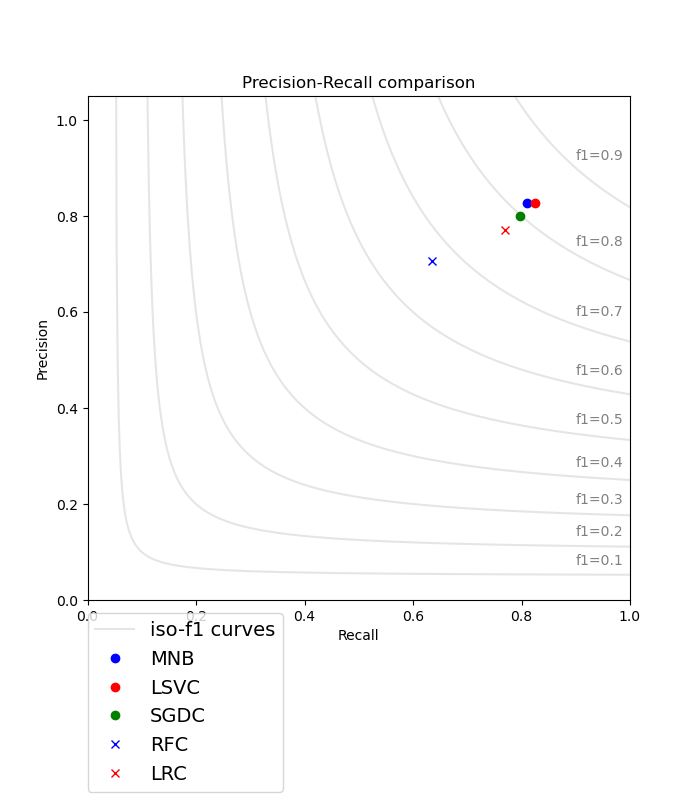 Precision-Recall comparison
1.0
0.8
0.6
0.4
0.2
0.0
Precision
f1=0.9
f1=0.8
f1=0.7
f1=0.6
f1=0.5
f1=0.4
f1=0.3
f1=0.2
f1=0.1
0.0 0.2 0.4 0.6 0.8 1.0
Recall
iso-f1 curves
MNB
LSVC
SGDC
RFC
LRC